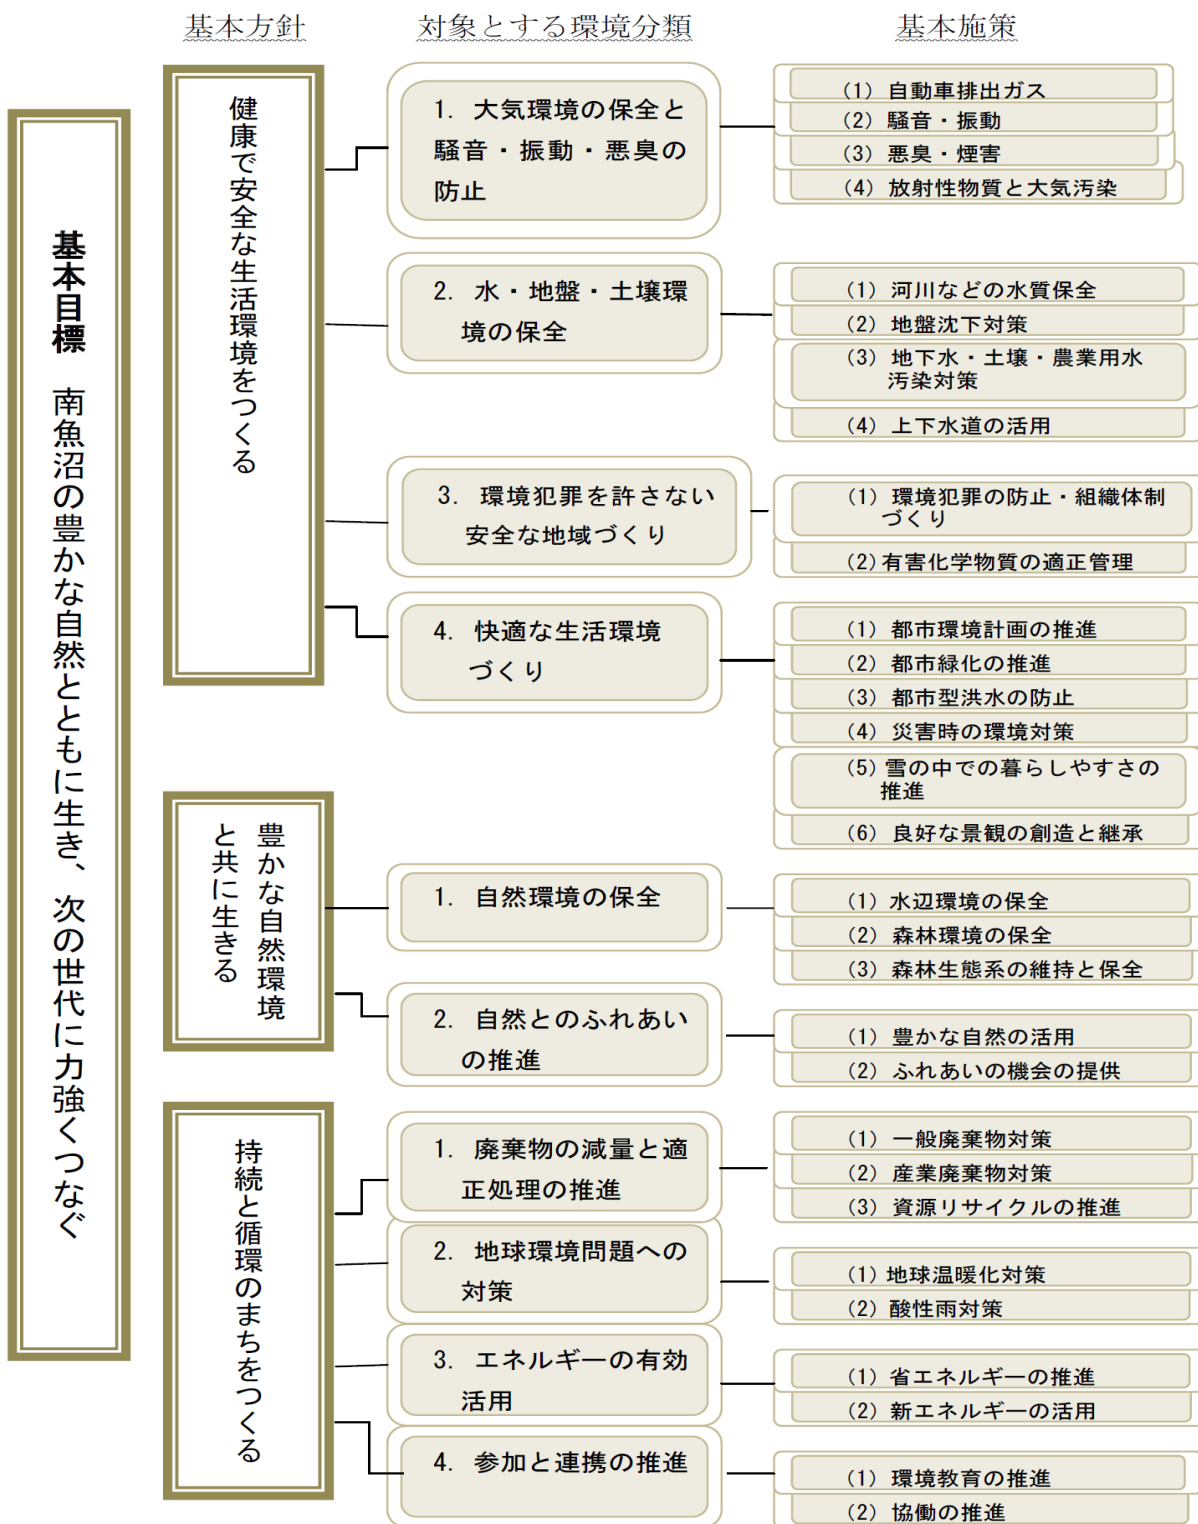 基本方針
対象とする環境分類
基本施策
基本目標 南魚沼の豊かな自然とともに生き、次の世代に力強くつなぐ
健康で安全な生活環境をつくる
1. 大気環境の保全と
騒音・振動・悪臭の
防止
(1) 自動車排出ガス
(2) 騒音・振動
(3) 悪臭・煙害
(4) 放射性物質と大気汚染
2. 水・地盤・土壌環
境の保全
(1) 河川などの水質保全
(2) 地盤沈下対策
(3) 地下水・土壌・農業用水
汚染対策
(4) 上下水道の活用
3. 環境犯罪を許さない
安全な地域づくり
(1) 環境犯罪の防止・組織体制
づくり
(2) 有害化学物質の適正管理
4. 快適な生活環境
づくり
(1) 都市環境計画の推進
(2) 都市緑化の推進
(3) 都市型洪水の防止
(4) 災害時の環境対策
(5) 雪の中での暮らしやすさの
推進
(6) 良好な景観の創造と継承
豊かな自然環境
と共に生きる
1. 自然環境の保全
(1) 水辺環境の保全
(2) 森林環境の保全
(3) 森林生態系の維持と保全
2. 自然とのふれあい
の推進
(1) 豊かな自然の活用
(2) ふれあいの機会の提供
持続と循環のまちをつくる
1. 廃棄物の減量と適
正処理の推進
(1) 一般廃棄物対策
(2) 産業廃棄物対策
(3) 資源リサイクルの推進
2. 地球環境問題への
対策
(1) 地球温暖化対策
(2) 酸性雨対策
3. エネルギーの有効
活用
(1) 省エネルギーの推進
(2) 新エネルギーの活用
4. 参加と連携の推進
(1) 環境教育の推進
(2) 協働の推進